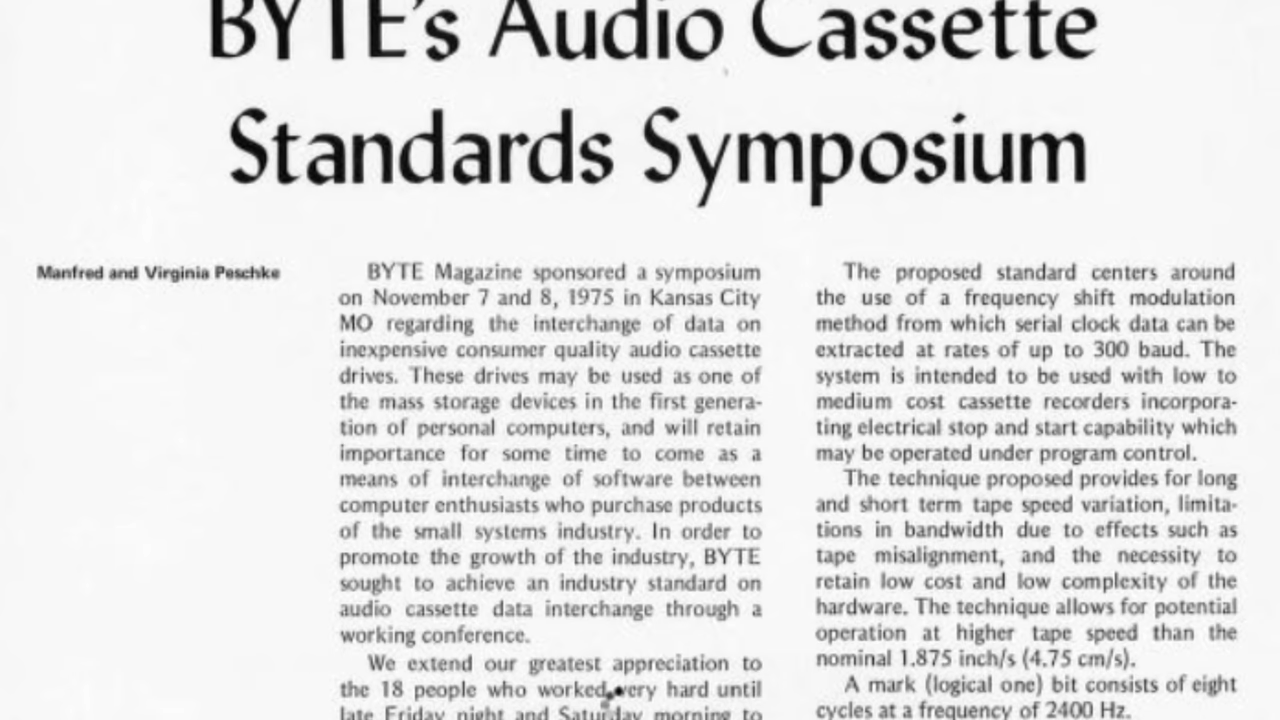 BYTE's Audio Cassette
Standards Symposium
Manfred and Virginia Peschke
BYTE Magazine sponsored a symposium
on November 7 and 8, 1975 in Kansas City
MO regarding the interchange of data on
inexpensive consumer quality audio cassette
drives. These drives may be used as one of
the mass storage devices in the first genera-
tion of personal computers, and will retain
importance for some time to come as a
means of interchange of software between
computer enthusiasts who purchase products
of the small systems industry. In order to
promote the growth of the industry, BYTE
sought to achieve an industry standard on
audio cassette data interchange through a
working conference.
We extend our greatest appreciation to
the 18 people who worked very hard until
late Friday night and Saturday morning to
The proposed standard centers around
the use of a frequency shift modulation
method from which serial clock data can be
extracted at rates of up to 300 baud. The
system is intended to be used with low to
medium cost cassette recorders incorpora-
ting electrical stop and start capability which
may be operated under program control.
The technique proposed provides for long
and short term tape speed variation, limita-
tions in bandwidth due to effects such as
tape misalignment, and the necessity to
retain low cost and low complexity of the
hardware. The technique allows for potential
operation at higher tape speed than the
nominal 1.875 inch/s (4.75 cm/s).
A mark (logical one) bit consists of eight
cycles at a frequency of 2400 Hz.